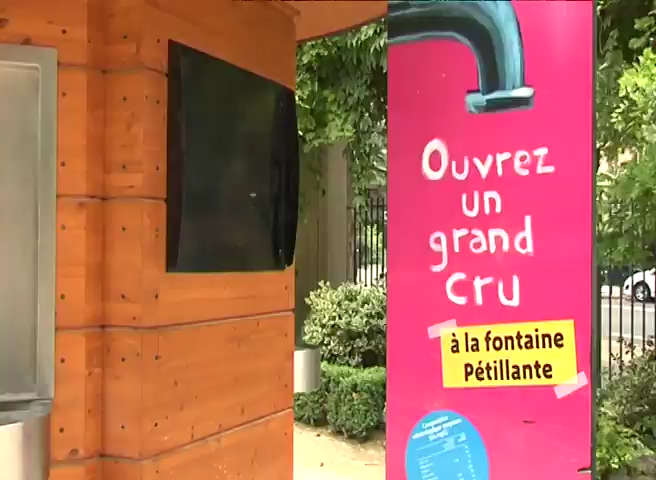 Ouvrez
un
grand
cru
à la fontaine
Pétillante